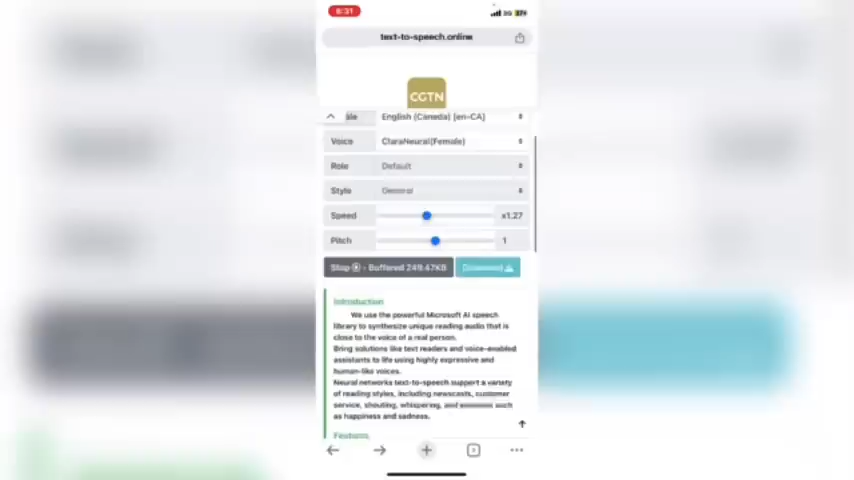 6:31
3G
text-to-speech.online
CGTN
English (Canada) [en-CA]
Voice ClaraNeural(Female)
Role Default
Style General
Speed x1.27
Pitch 1
Stop - Buffered 249.47KB Download
Introduction
We use the powerful Microsoft AI speech
library to synthesize unique reading audio that is
close to the voice of a real person.
Bring solutions like text readers and voice-enabled
assistants to life using highly expressive and
human-like voices.
Neural networks text-to-speech support a variety
of reading styles, including newscasts, customer
service, shouting, whispering, and such
as happiness and sadness.
Features